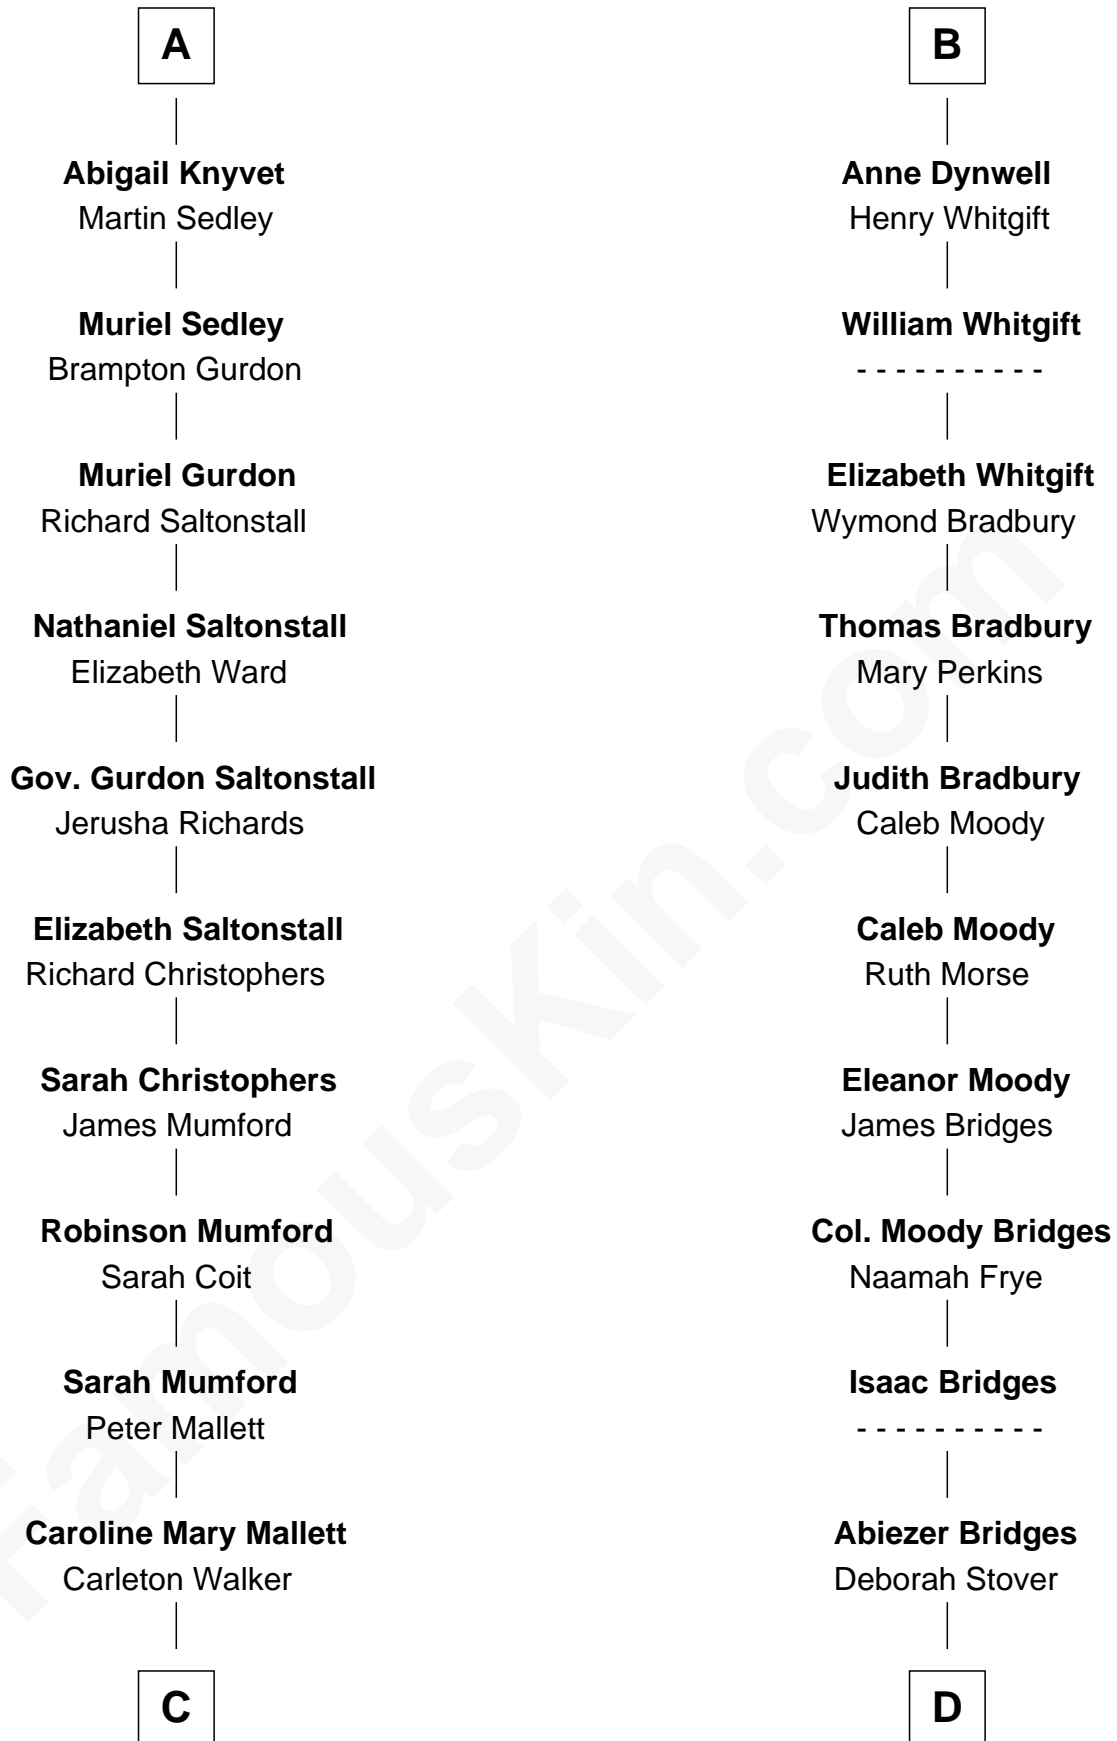 A
Abigail Knyvet
Martin Sedley
Muriel Sedley
Brampton Gurdon
Muriel Gurdon
Richard Saltonstall
Nathaniel Saltonstall
Elizabeth Ward
Gov. Gurdon Saltonstall
Jerusha Richards
Elizabeth Saltonstall
Richard Christophers
Sarah Christophers
James Mumford
Robinson Mumford
Sarah Coit
Sarah Mumford
Peter Mallett
Caroline Mary Mallett
Carleton Walker
C
B
Anne Dynwell
Henry Whitgift
William Whitgift
- - - - - - - - - -
Elizabeth Whitgift
Wymond Bradbury
Thomas Bradbury
Mary Perkins
Judith Bradbury
Caleb Moody
Caleb Moody
Ruth Morse
Eleanor Moody
James Bridges
Col. Moody Bridges
Naamah Frye
Isaac Bridges
- - - - - - - - - -
Abiezer Bridges
Deborah Stover
D
FamousKin.com